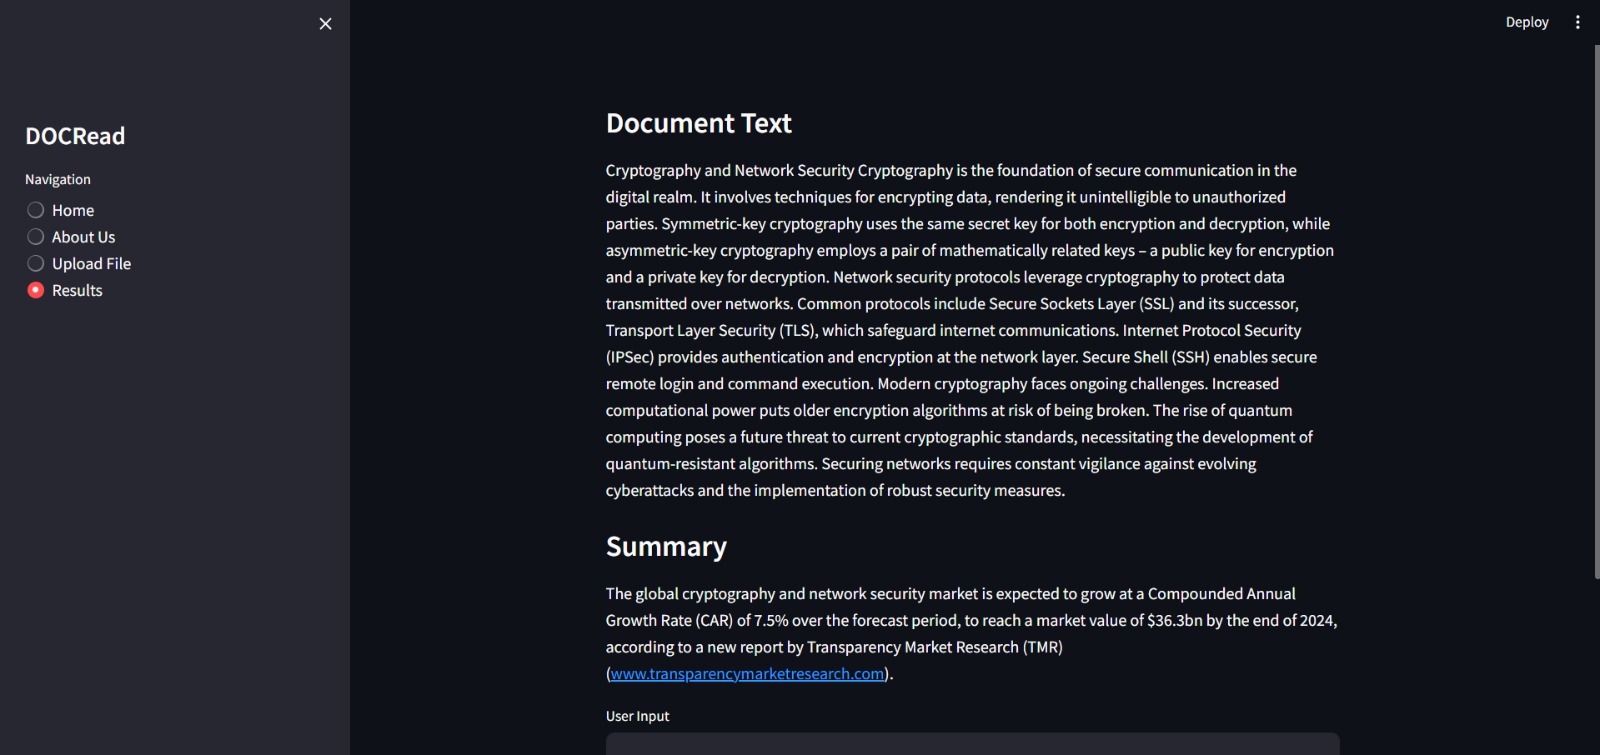 Deploy
DOCRead
Navigation
Home
About Us
Upload File
Results
Document Text
Cryptography and Network Security Cryptography is the foundation of secure communication in the
digital realm. It involves techniques for encrypting data, rendering it unintelligible to unauthorized
parties. Symmetric-key cryptography uses the same secret key for both encryption and decryption, while
asymmetric-key cryptography employs a pair of mathematically related keys – a public key for encryption
and a private key for decryption. Network security protocols leverage cryptography to protect data
transmitted over networks. Common protocols include Secure Sockets Layer (SSL) and its successor,
Transport Layer Security (TLS), which safeguard internet communications. Internet Protocol Security
(IPSec) provides authentication and encryption at the network layer. Secure Shell (SSH) enables secure
remote login and command execution. Modern cryptography faces ongoing challenges. Increased
computational power puts older encryption algorithms at risk of being broken. The rise of quantum
computing poses a future threat to current cryptographic standards, necessitating the development of
quantum-resistant algorithms. Securing networks requires constant vigilance against evolving
cyberattacks and the implementation of robust security measures.
Summary
The global cryptography and network security market is expected to grow at a Compounded Annual
Growth Rate (CAR) of 7.5% over the forecast period, to reach a market value of $36.3bn by the end of 2024,
according to a new report by Transparency Market Research (TMR)
(www.transparencymarketresearch.com).
User Input